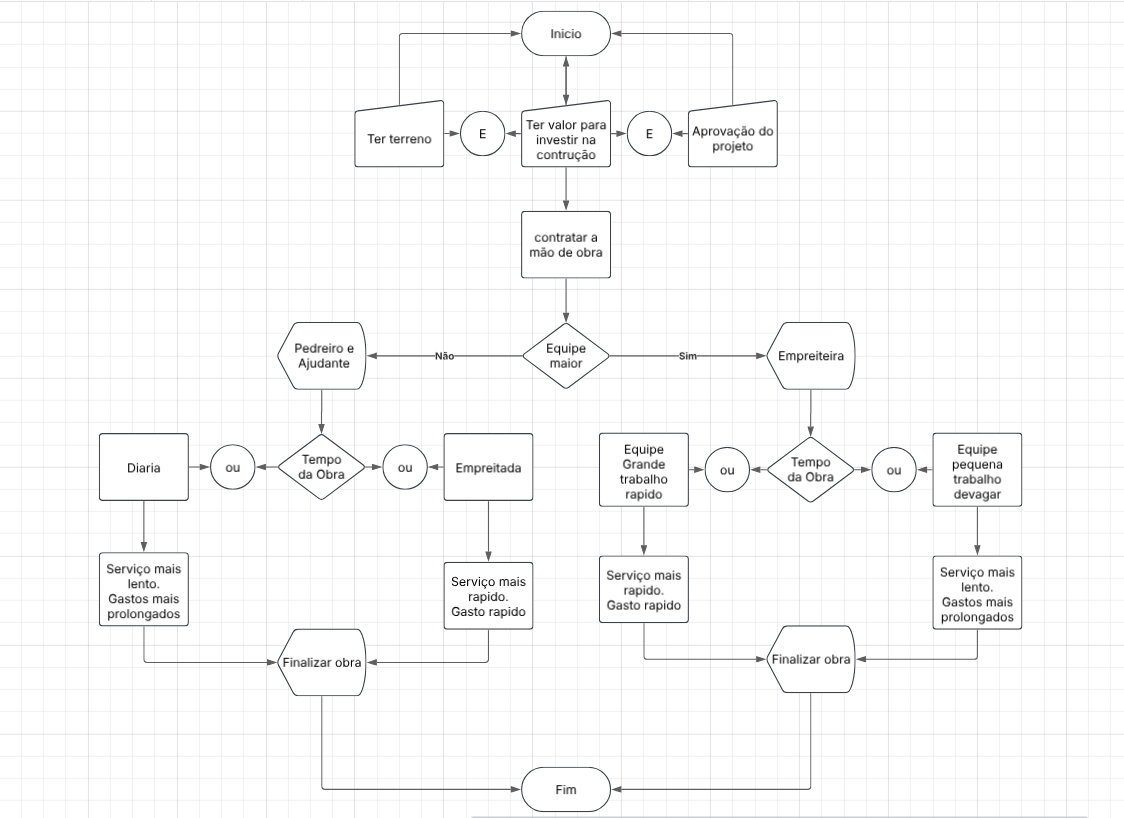 Inicio
Ter terreno
E
Ter valor para
investir na
contrução
E
Aprovação do
projeto
contratar a
mão de obra
Pedreiro e
Ajudante
Não
Equipe
maior
Sim
Empreiteira
Diaria
ou
Tempo
da Obra
ou
Empreitada
Equipe
Grande
trabalho
rapido
ou
Tempo
da Obra
ou
Equipe
pequena
trabalho
devagar
Serviço mais
lento.
Gastos mais
prolongados
Serviço mais
rapido.
Gasto rapido
Serviço mais
rapido.
Gasto rapido
Serviço mais
lento.
Gastos mais
prolongados
Finalizar obra
Finalizar obra
Fim